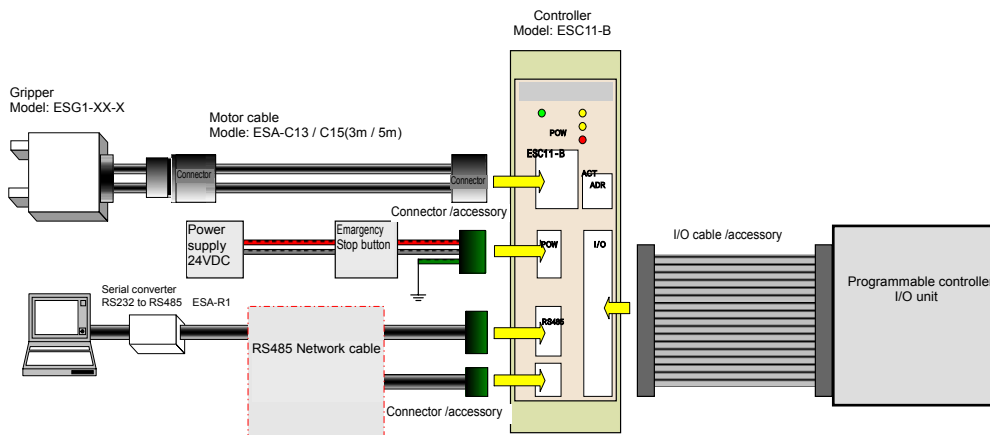 Controller
Model: ESC11-B
Gripper
Model: ESG1-XX-X
Motor cable
Modle: ESA-C13 / C15(3m / 5m)
POW
ESC11-B
ACT
ADR
Connector
Connector
Connector /accessory
Power
supply
24VDC
Emergency
Stop button
POW
I/O
I/O cable /accessory
Programmable controller
I/O unit
Serial converter
RS232 to RS485 ESA-R1
RS485 Network cable
RS485
Connector /accessory